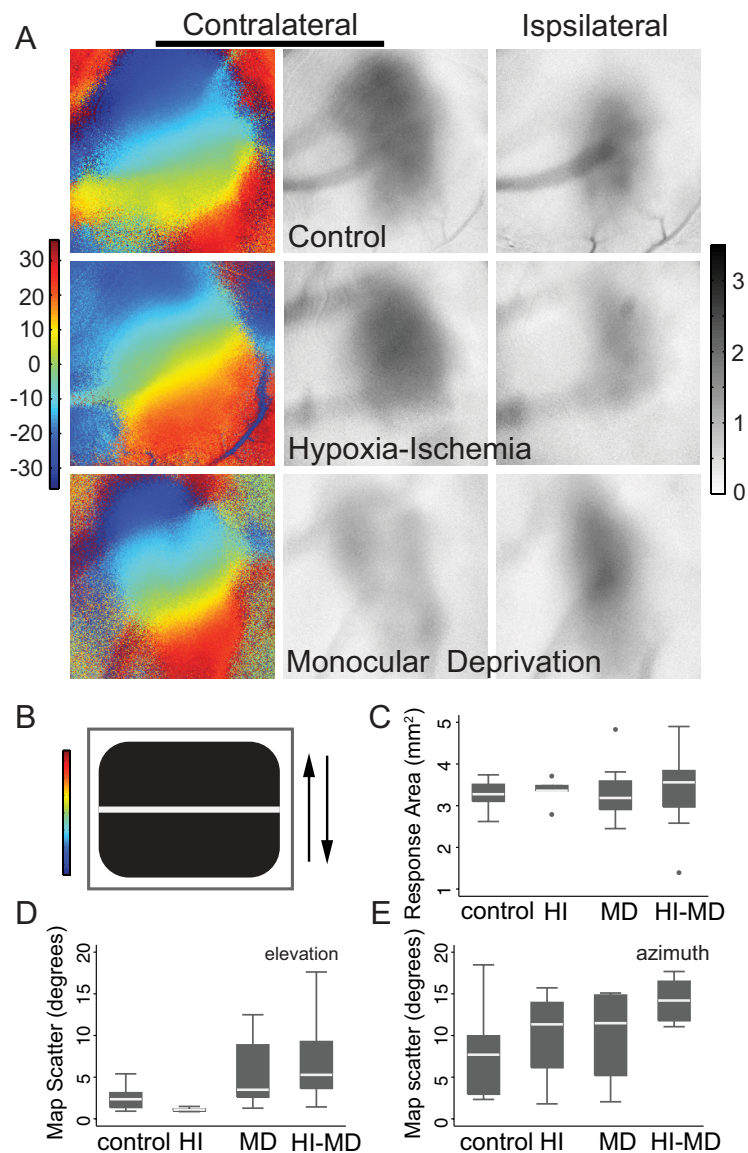 Contralateral Ispsilateral
A
Control
30
20
10
0
-10
-20
-30
3
2
1
0
Hypoxia-Ischemia
Monocular Deprivation
B
C
Response Area (mm²)
5
4
3
2
1
control HI MD HI-MD
D
Map Scatter (degrees)
elevation
20
15
10
5
0
control HI MD HI-MD
E
Map scatter (degrees)
azimuth
20
15
10
5
0
control HI MD HI-MD